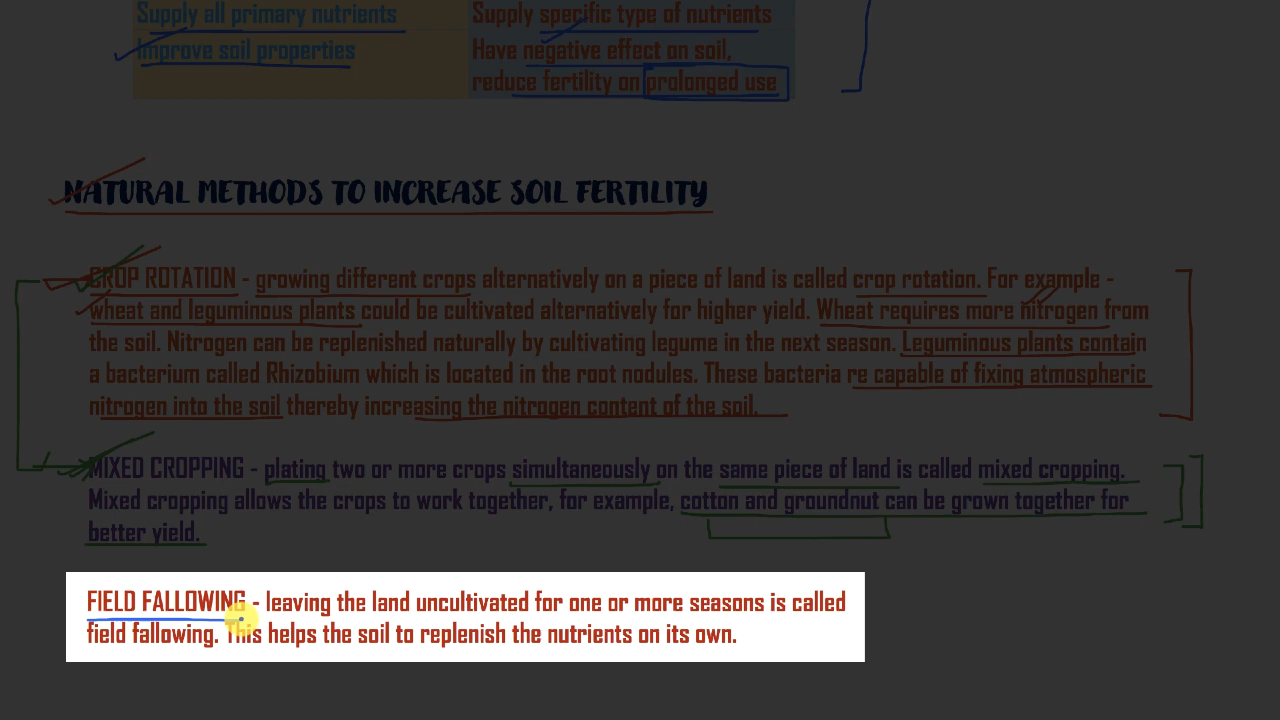 Supply all primary nutrients
Supply specific type of nutrients
Improve soil properties
Have negative effect on soil,
reduce fertility on prolonged use
NATURAL METHODS TO INCREASE SOIL FERTILITY
CROP ROTATION - growing different crops alternatively on a piece of land is called crop rotation. For example -
wheat and leguminous plants could be cultivated alternatively for higher yield. Wheat requires more nitrogen from
the soil. Nitrogen can be replenished naturally by cultivating legume in the next season. Leguminous plants contain
a bacterium called Rhizobium which is located in the root nodules. These bacteria re capable of fixing atmospheric
nitrogen into the soil thereby increasing the nitrogen content of the soil.
MIXED CROPPING - plating two or more crops simultaneously on the same piece of land is called mixed cropping.
Mixed cropping allows the crops to work together, for example, cotton and groundnut can be grown together for
better yield.
FIELD FALLOWING - leaving the land uncultivated for one or more seasons is called
field fallowing. This helps the soil to replenish the nutrients on its own.